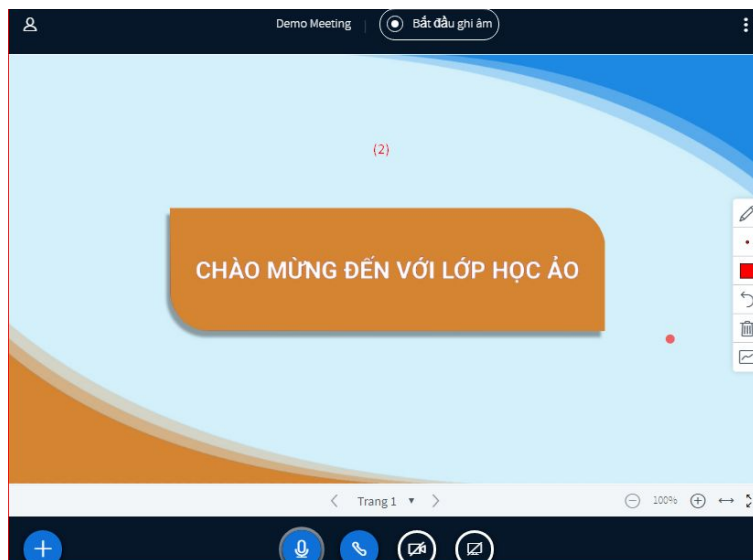 Demo Meeting
Bắt đầu ghi âm
(2)
CHÀO MỪNG ĐẾN VỚI LỚP HỌC ẢO
Trang 1
100%